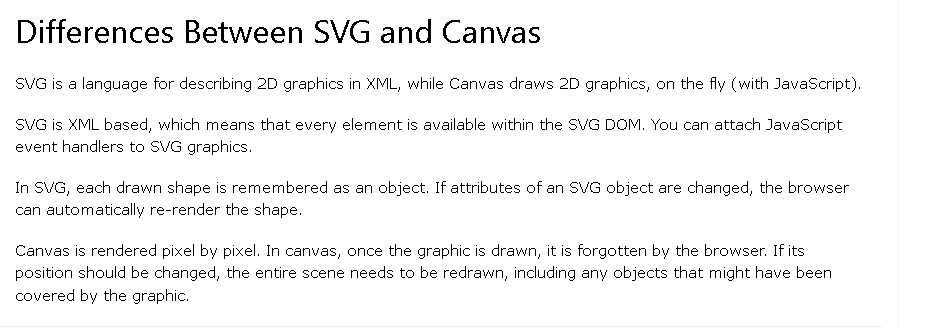 Differences Between SVG and Canvas
SVG is a language for describing 2D graphics in XML, while Canvas draws 2D graphics, on the fly (with JavaScript).
SVG is XML based, which means that every element is available within the SVG DOM. You can attach JavaScript
event handlers to SVG graphics.
In SVG, each drawn shape is remembered as an object. If attributes of an SVG object are changed, the browser
can automatically re-render the shape.
Canvas is rendered pixel by pixel. In canvas, once the graphic is drawn, it is forgotten by the browser. If its
position should be changed, the entire scene needs to be redrawn, including any objects that might have been
covered by the graphic.